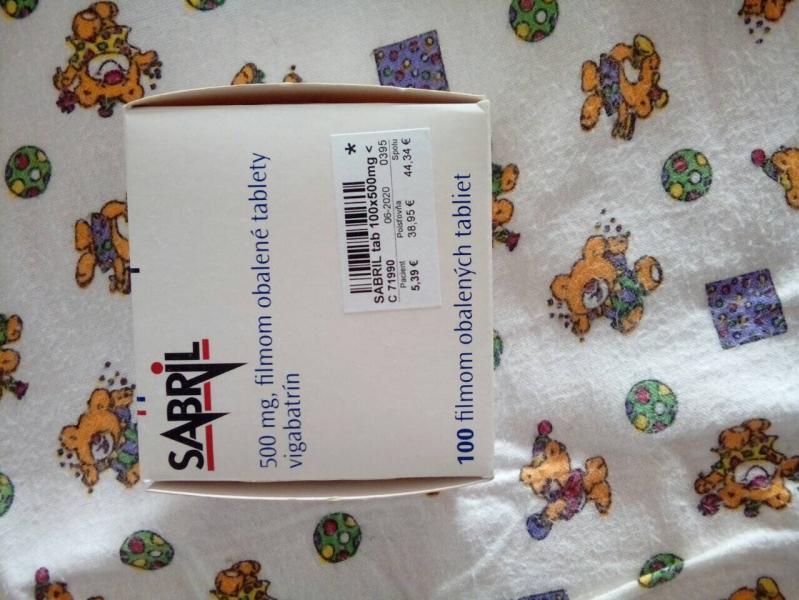 SABRIL
500 mg, filmom obalené tablety
vigabatrín
*
SABRIL tab 100x500mg <
C 71990 06-2020 0395
Pacient Poisťovňa Spolu
5,39 € 38,95 € 44,34 €
100 filmom obalených tabliet